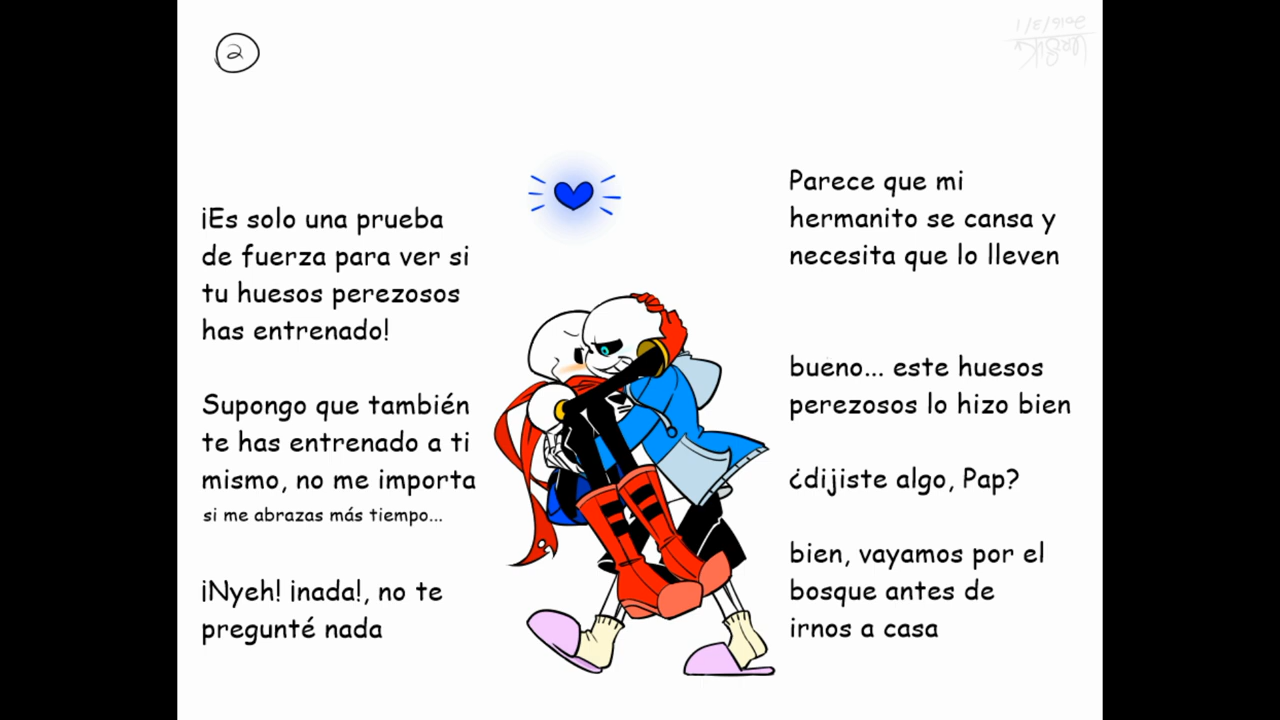 2
¡Es solo una prueba
de fuerza para ver si
tu huesos perezosos
has entrenado!
Supongo que también
te has entrenado a ti
mismo, no me importa
si me abrazas más tiempo...
¡Nyeh! ¡nada!, no te
pregunté nada
Parece que mi
hermanito se cansa y
necesita que lo lleven
bueno... este huesos
perezosos lo hizo bien
¿dijiste algo, Pap?
bien, vayamos por el
bosque antes de
irnos a casa
2016/3/1